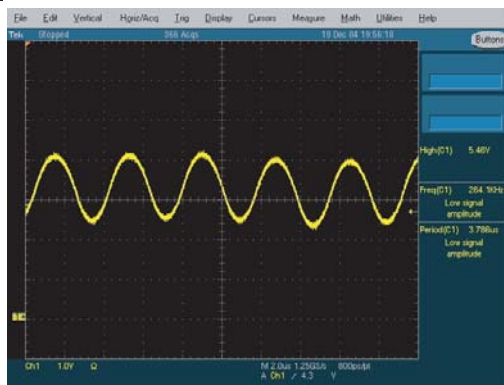 File Edit Vertical Horiz/Acq Trig Display Cursors Measure Math Utilities Help
Tek Stopped 266 Acqs 19 Dec 04 19:56:18
Buttons
High(C1) 5.46V
Freq(C1) 264.1KHz
Low signal
amplitude
Period(C1) 3.786us
Low signal
amplitude
Ch1 1.0V Ω
M 2.0us 1.25GS/s 800ps/pt
A Ch1 / 4.3 V